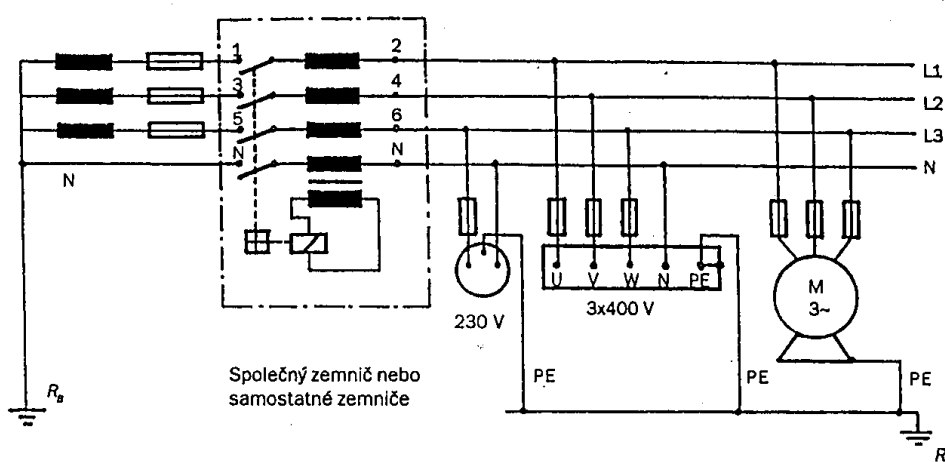 1
2
L1
3
4
L2
5
6
L3
N
N
N
N
U V W N PE
M
3~
230 V
3x400 V
Společný zemnič nebo
samostatné zemniče
PE
PE
PE
RB
R